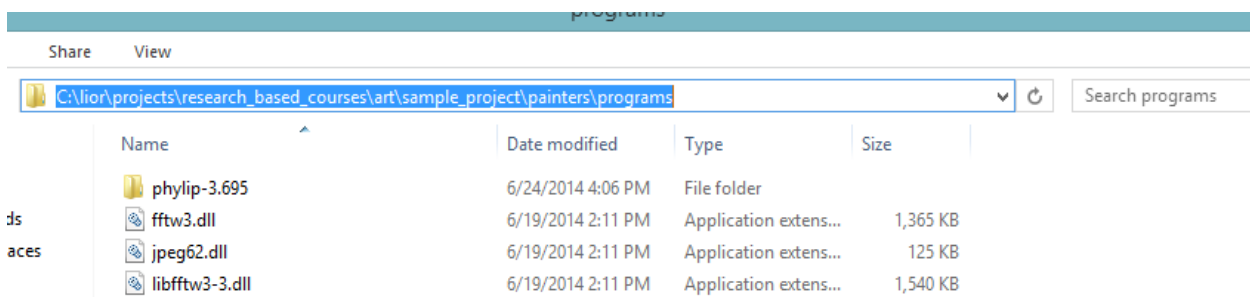 programs
Share View
C:\lior\projects\research_based_courses\art\sample_project\painters\programs Search programs
Name Date modified Type Size
phylip-3.695 6/24/2014 4:06 PM File folder
ds fftw3.dll 6/19/2014 2:11 PM Application extens... 1,365 KB
aces jpeg62.dll 6/19/2014 2:11 PM Application extens... 125 KB
libfftw3-3.dll 6/19/2014 2:11 PM Application extens... 1,540 KB